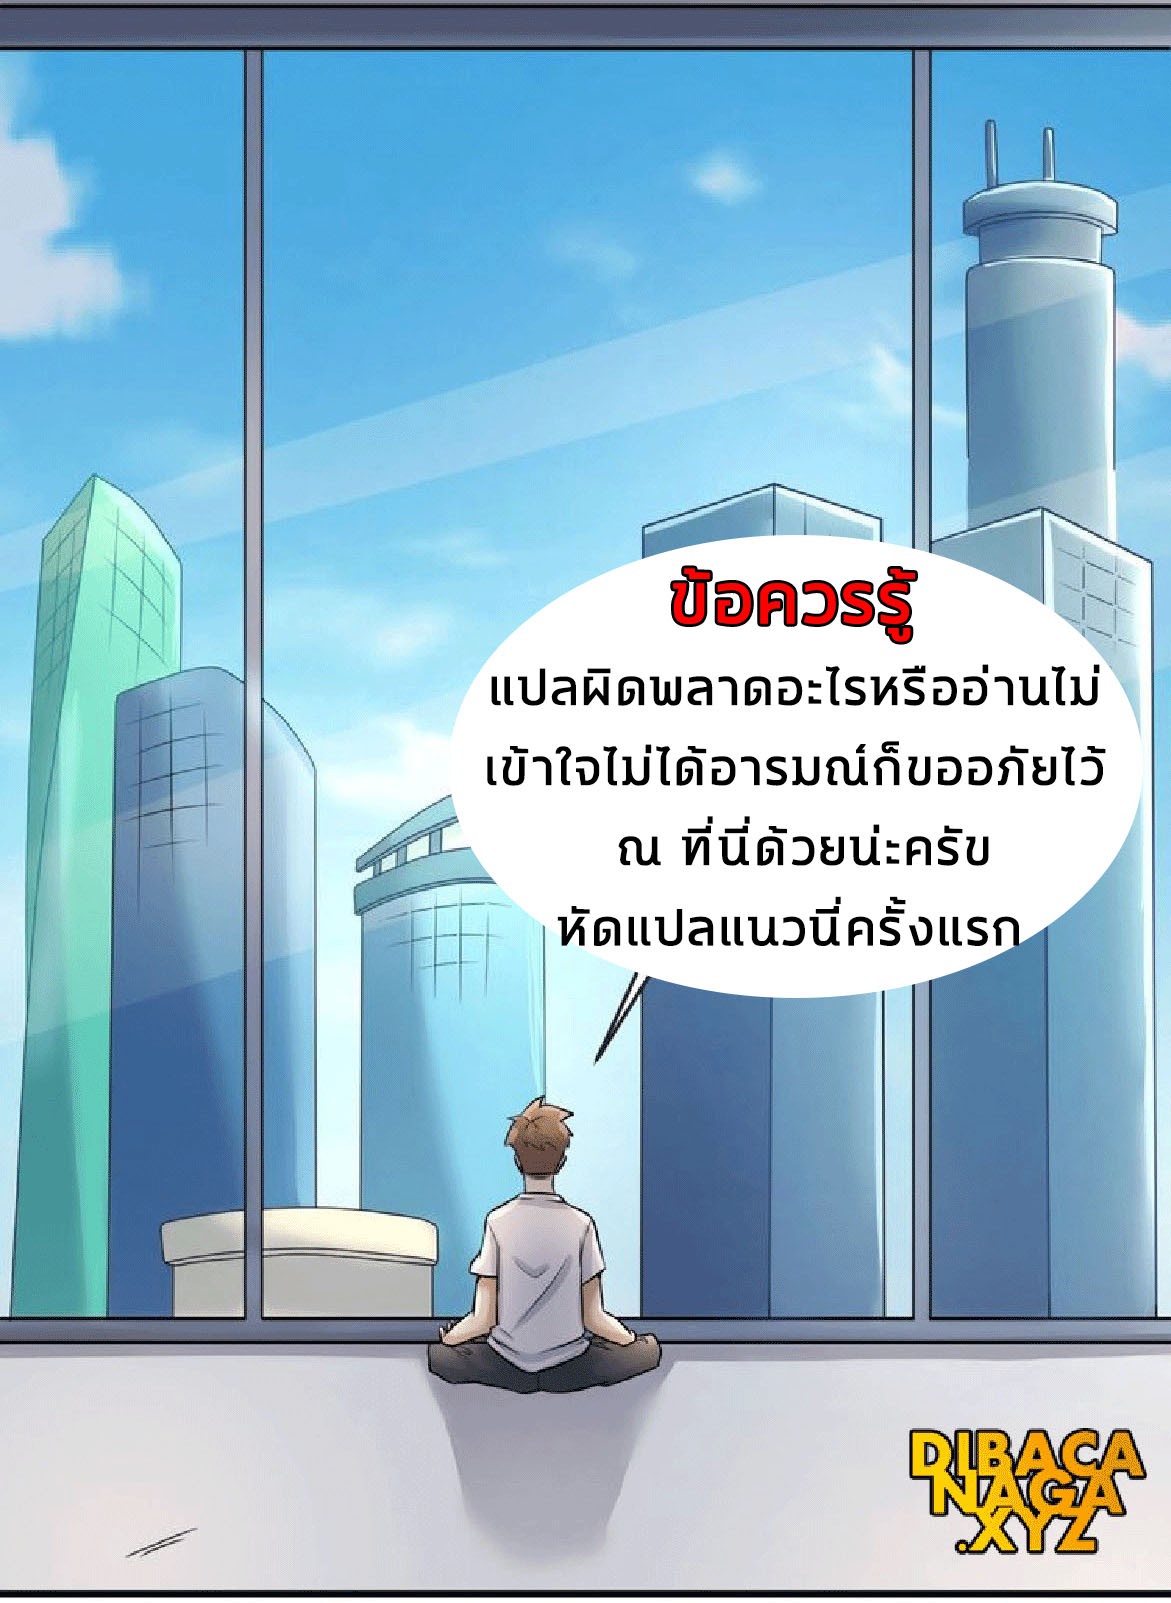 ข้อควรรู้
แปลผิดพลาดอะไรหรืออ่านไม่
เข้าใจไม่ได้อารมณ์ก็ขออภัยไว้
ณ ที่นี่ด้วยน่ะครับ
หัดแปลแนวนี่ครั้งแรก
DIBACA
NAGA
.XYZ